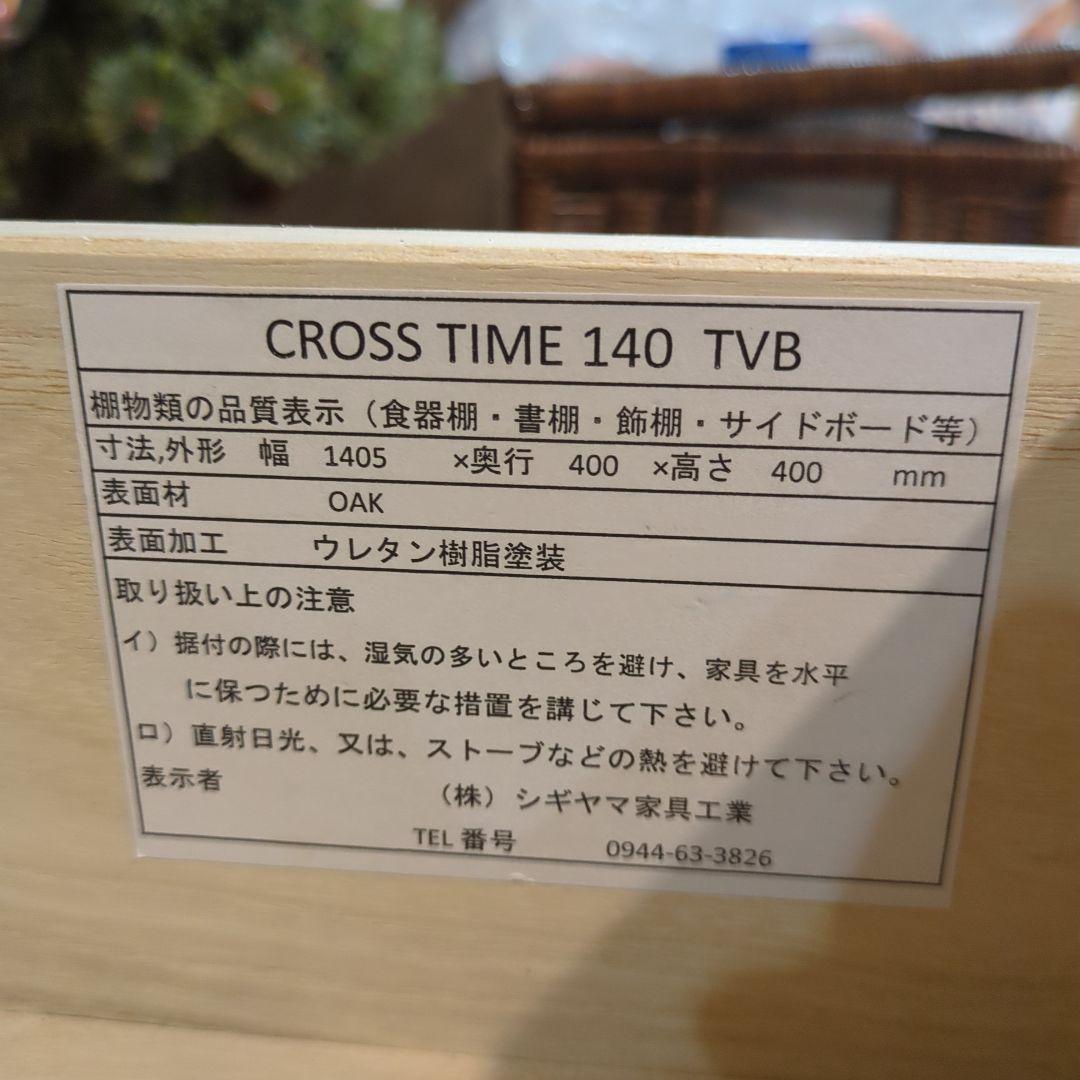 CROSS TIME 140 TVB
棚物類の品質表示（食器棚・書棚・飾棚・サイドボード等）
寸法,外形 幅 1405 ×奥行 400 ×高さ 400 mm
表面材 OAK
表面加工 ウレタン樹脂塗装
取り扱い上の注意
イ）据付の際には、湿気の多いところを避け、家具を水平
に保つために必要な措置を講じて下さい。
ロ）直射日光、又は、ストーブなどの熱を避けて下さい。
表示者 （株）シギヤマ家具工業
TEL番号 0944-63-3826